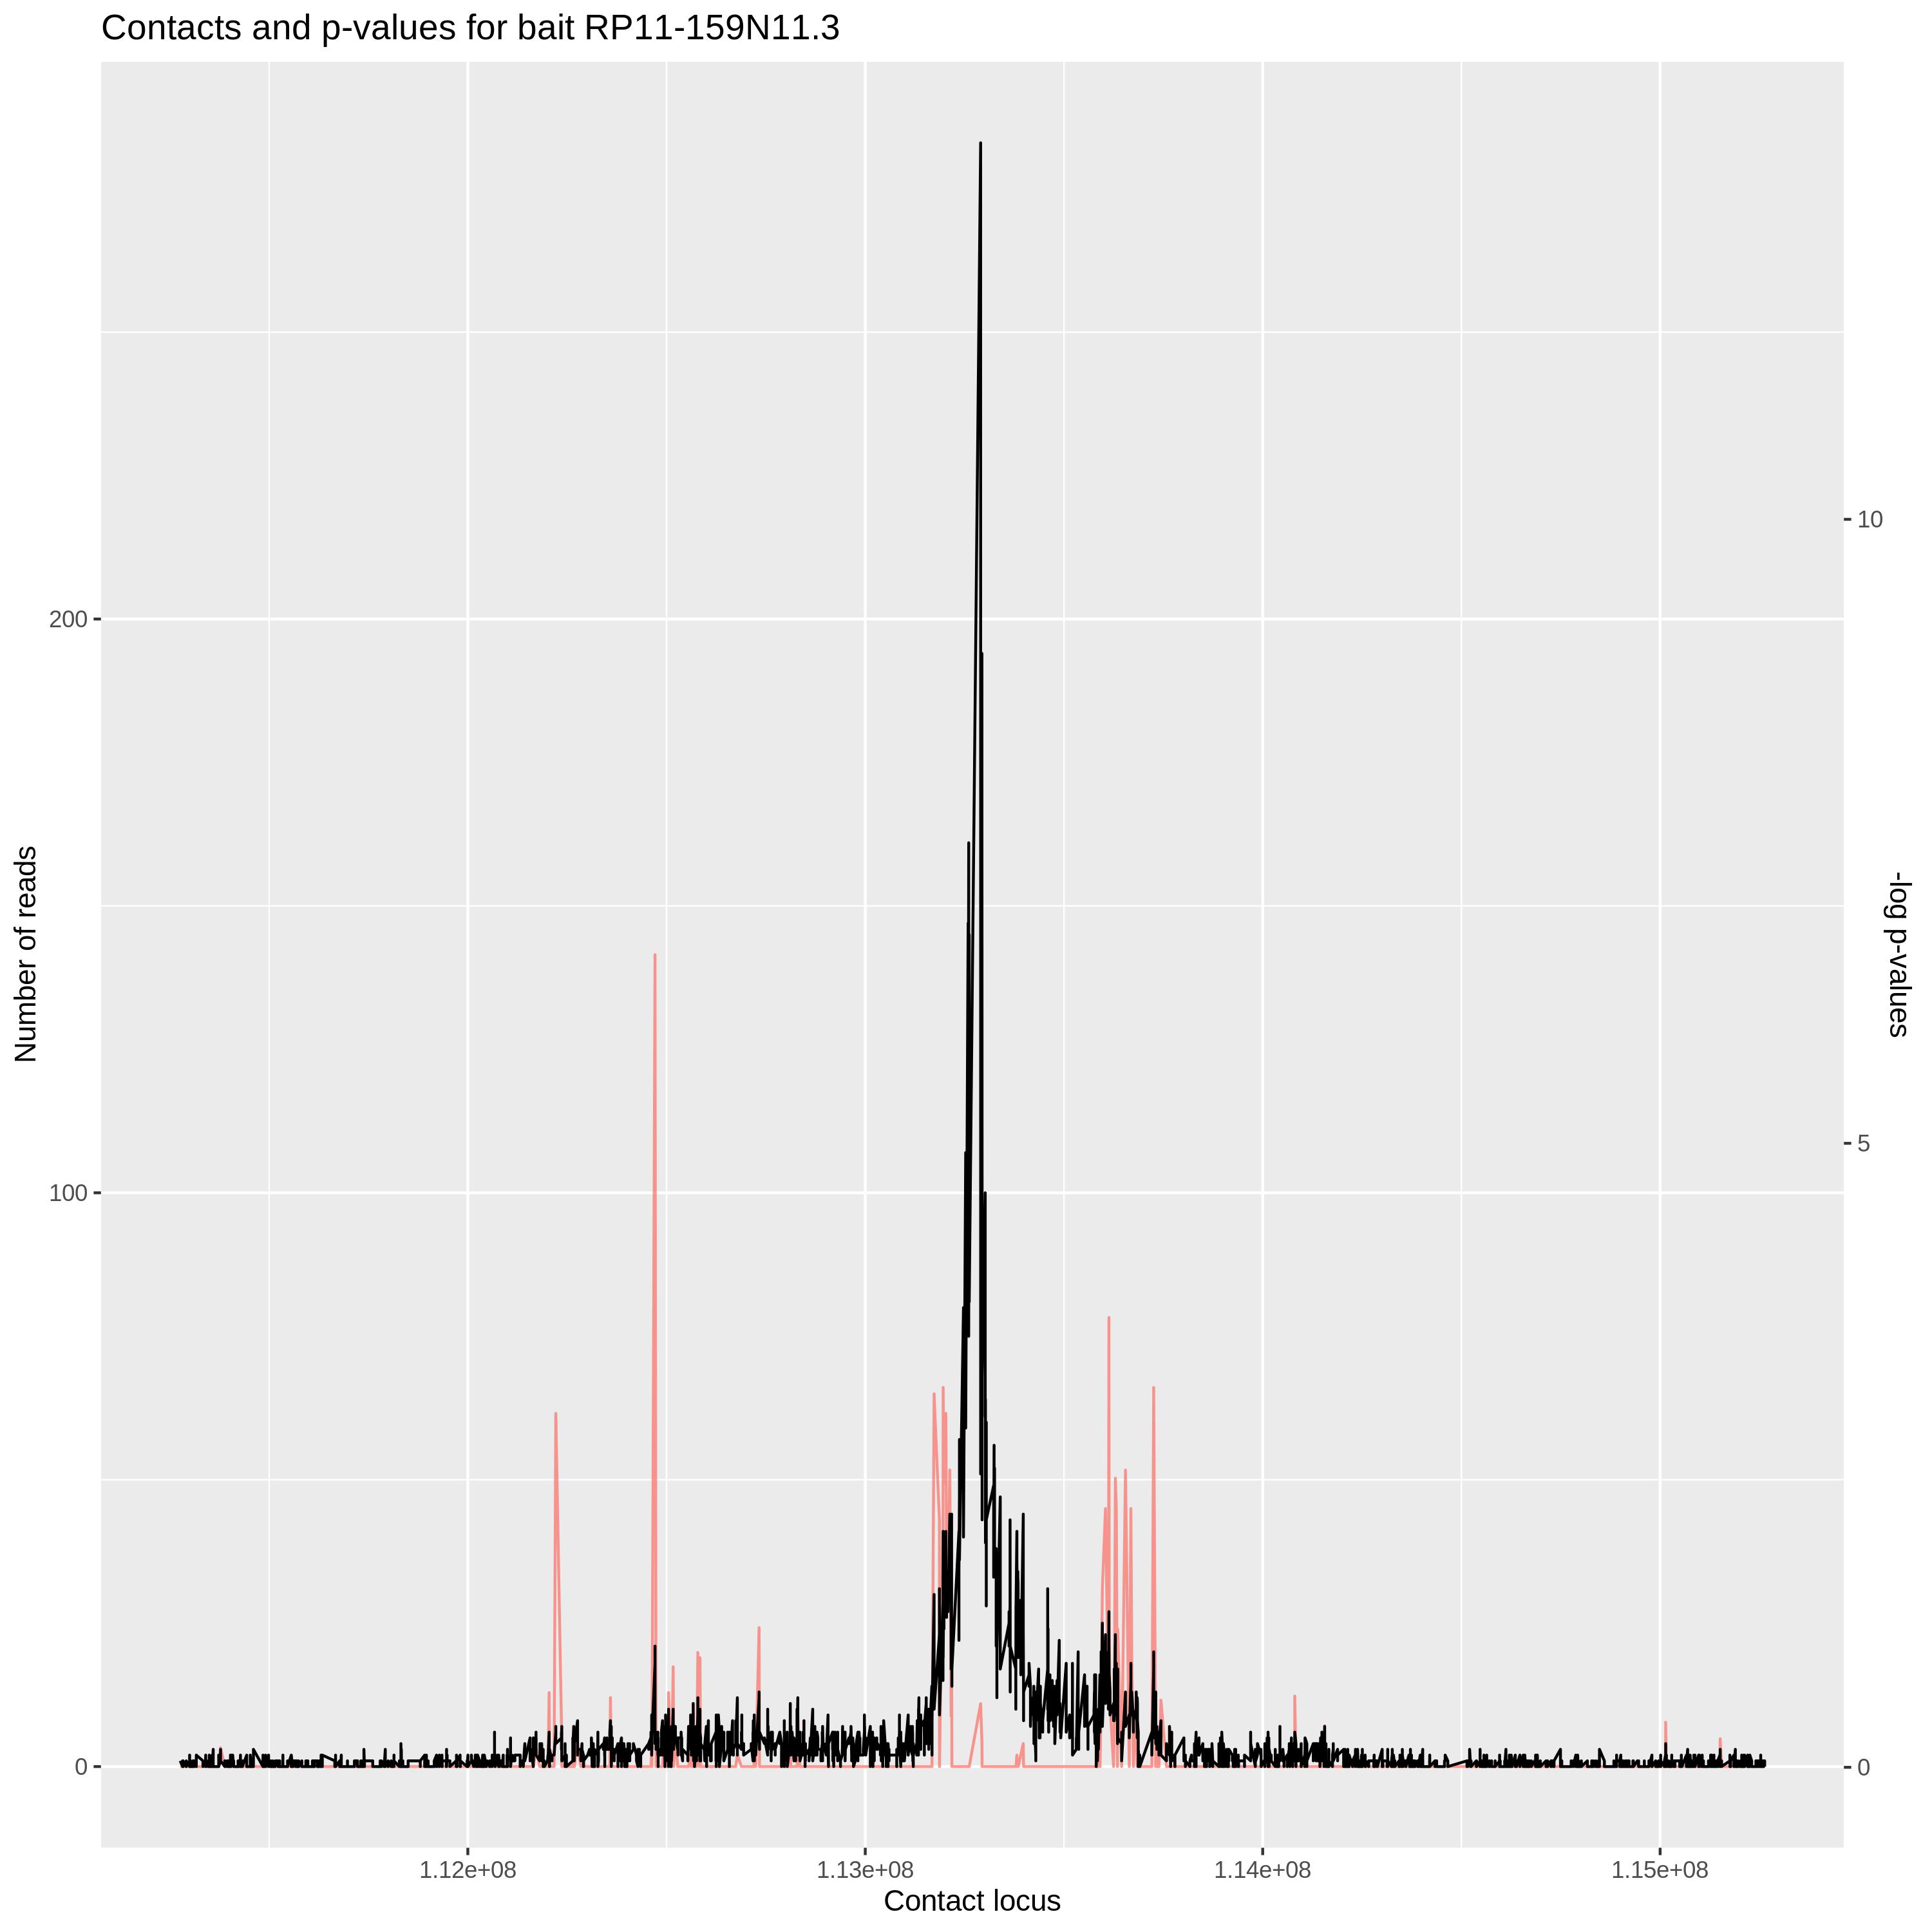 Contacts and p-values for bait RP11-159N11.3
Number of reads
200
100
0
10
5
0
-log p-values
1.12e+08
1.13e+08
1.14e+08
1.15e+08
Contact locus